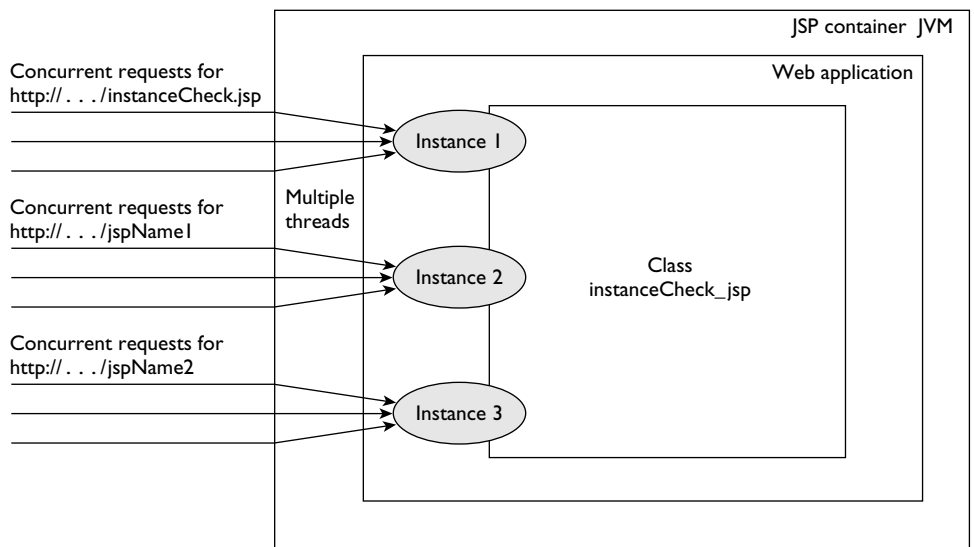 JSP container JVM
Web application
Concurrent requests for
http:// . . . /instanceCheck.jsp
Instance 1
Multiple
threads
Concurrent requests for
http:// . . . /jspName1
Instance 2
Class
instanceCheck_jsp
Concurrent requests for
http:// . . . /jspName2
Instance 3